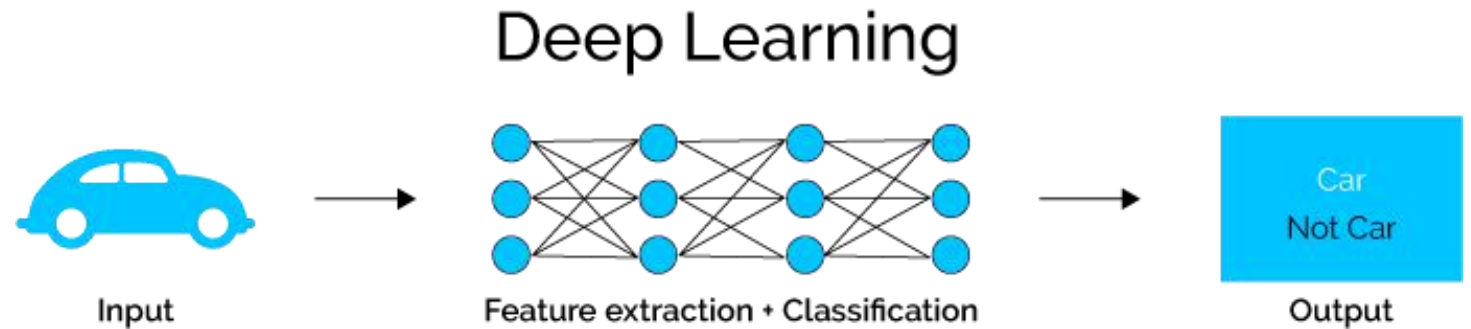 Deep Learning
Car
Not Car
Input
Feature extraction + Classification
Output